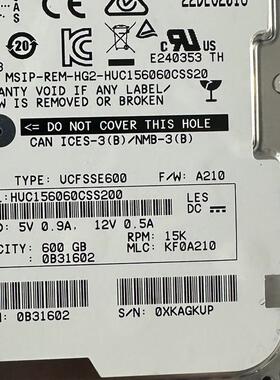 22DEC2016
20
E240353 TH
MSIP-REM-HG2-HUC156060CSS20
RANTY VOID IF ANY LABEL
W IS REMOVED OR BROKEN
<== DO NOT COVER THIS HOLE
CAN ICES-3(B)/NMB-3(B)
TYPE: UCFSSE600 F/W: A210
L:HUC156060CSS200
LES
DC
D: 5V 0.9A, 12V 0.5A
RPM: 15K
CITY: 600 GB MLC: KF0A210
: 0B31602
N: 0B31602 S/N: 0XKAGKUP